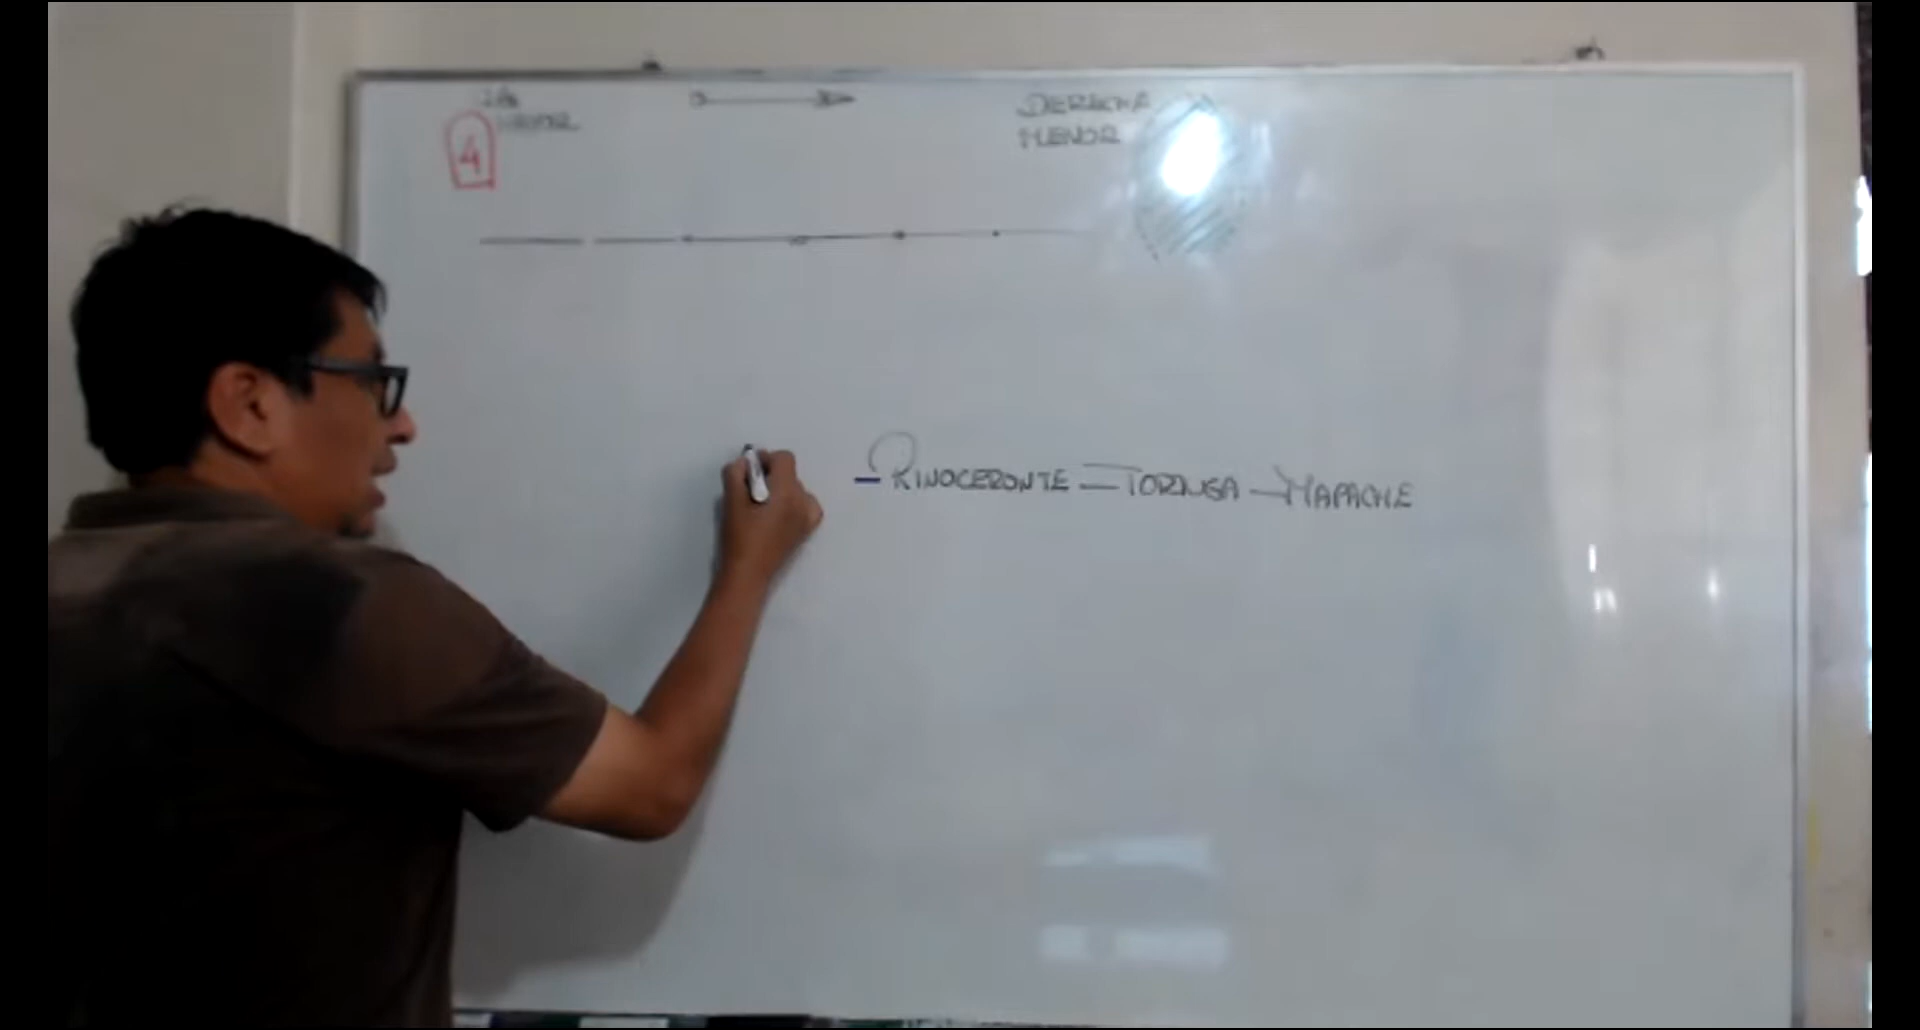 DERECHA
MENOR
4
- RINOCERONTE - TORTUGA - MAPACHE